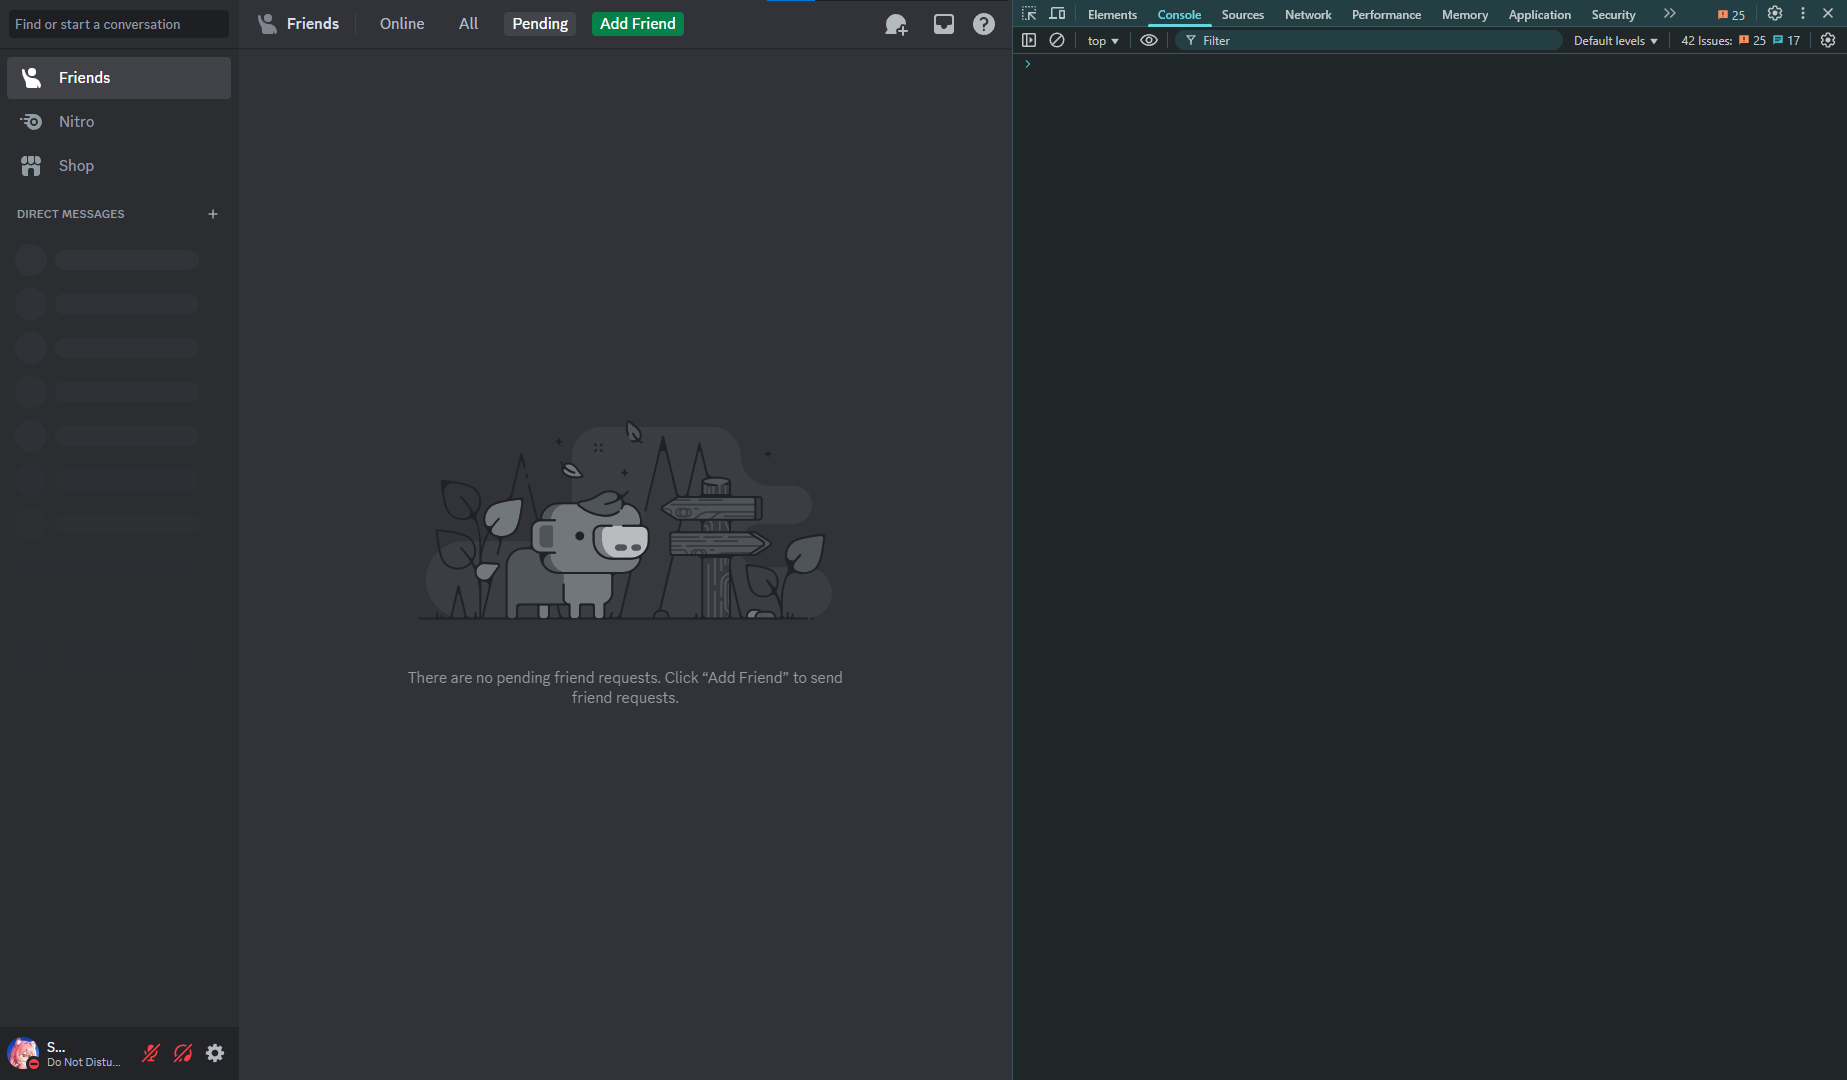 Find or start a conversation
Friends
Nitro
Shop
DIRECT MESSAGES
S...
Do Not Distu...
Friends
Online
All
Pending
Add Friend
There are no pending friend requests. Click “Add Friend” to send
friend requests.
Elements
Console
Sources
Network
Performance
Memory
Application
Security
25
top
Filter
Default levels
42 Issues:
25
17